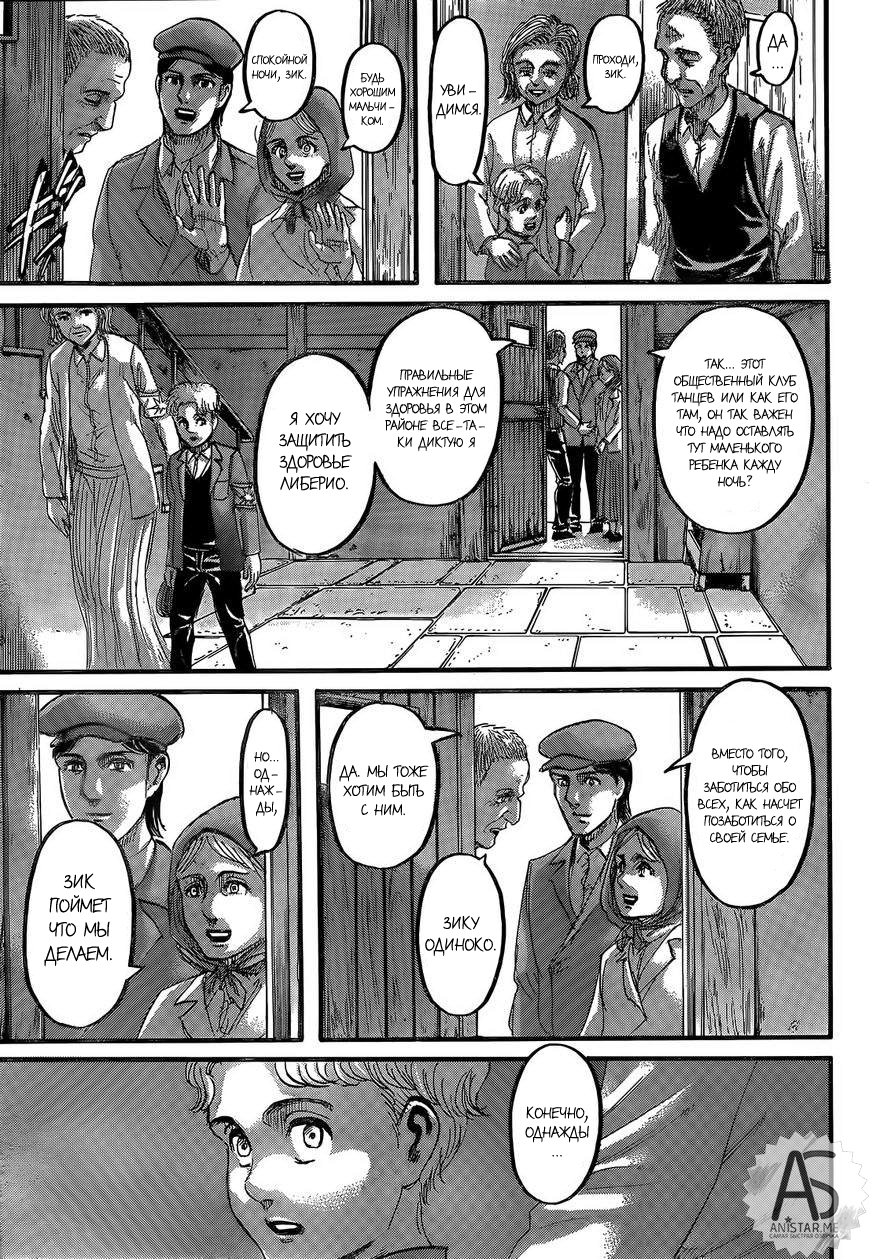 ДА
...
ПРОХОДИ,
ЗИК.
УВИ-
ДИМСЯ.
БУДЬ
ХОРОШИМ
МАЛЬЧИ-
КОМ.
СПОКОЙНОЙ
НОЧИ, ЗИК.
ТАК... ЭТОТ
ОБЩЕСТВЕННЫЙ КЛУБ
ТАНЦЕВ ИЛИ КАК ЕГО
ТАМ, ОН ТАК ВАЖЕН
ЧТО НАДО ОСТАВЛЯТЬ
ТУТ МАЛЕНЬКОГО
РЕБЕНКА КАЖДУ
НОЧЬ?
ПРАВИЛЬНЫЕ
УПРАЖНЕНИЯ ДЛЯ
ЗДОРОВЬЯ В ЭТОМ
РАЙОНЕ ВСЕ-ТА-
КИ ДИКТУЮ Я
Я ХОЧУ
ЗАЩИТИТЬ
ЗДОРОВЬЕ
ЛИБЕРИО.
ВМЕСТО ТОГО,
ЧТОБЫ
ЗАБОТИТЬСЯ ОБО
ВСЕХ, КАК НАСЧЕТ
ПОЗАБОТИТЬСЯ О
СВОЕЙ СЕМЬЕ.
ЗИКУ
ОДИНОКО.
ДА. МЫ ТОЖЕ
ХОТИМ БЫТЬ
С НИМ.
НО...
ОД-
НАЖ-
ДЫ,
ЗИК
ПОЙМЕТ
ЧТО МЫ
ДЕЛАЕМ.
КОНЕЧНО,
ОДНАЖДЫ
...
AS
ANISTAR.ME
САМАЯ БЫСТРАЯ ОЗВУЧКА